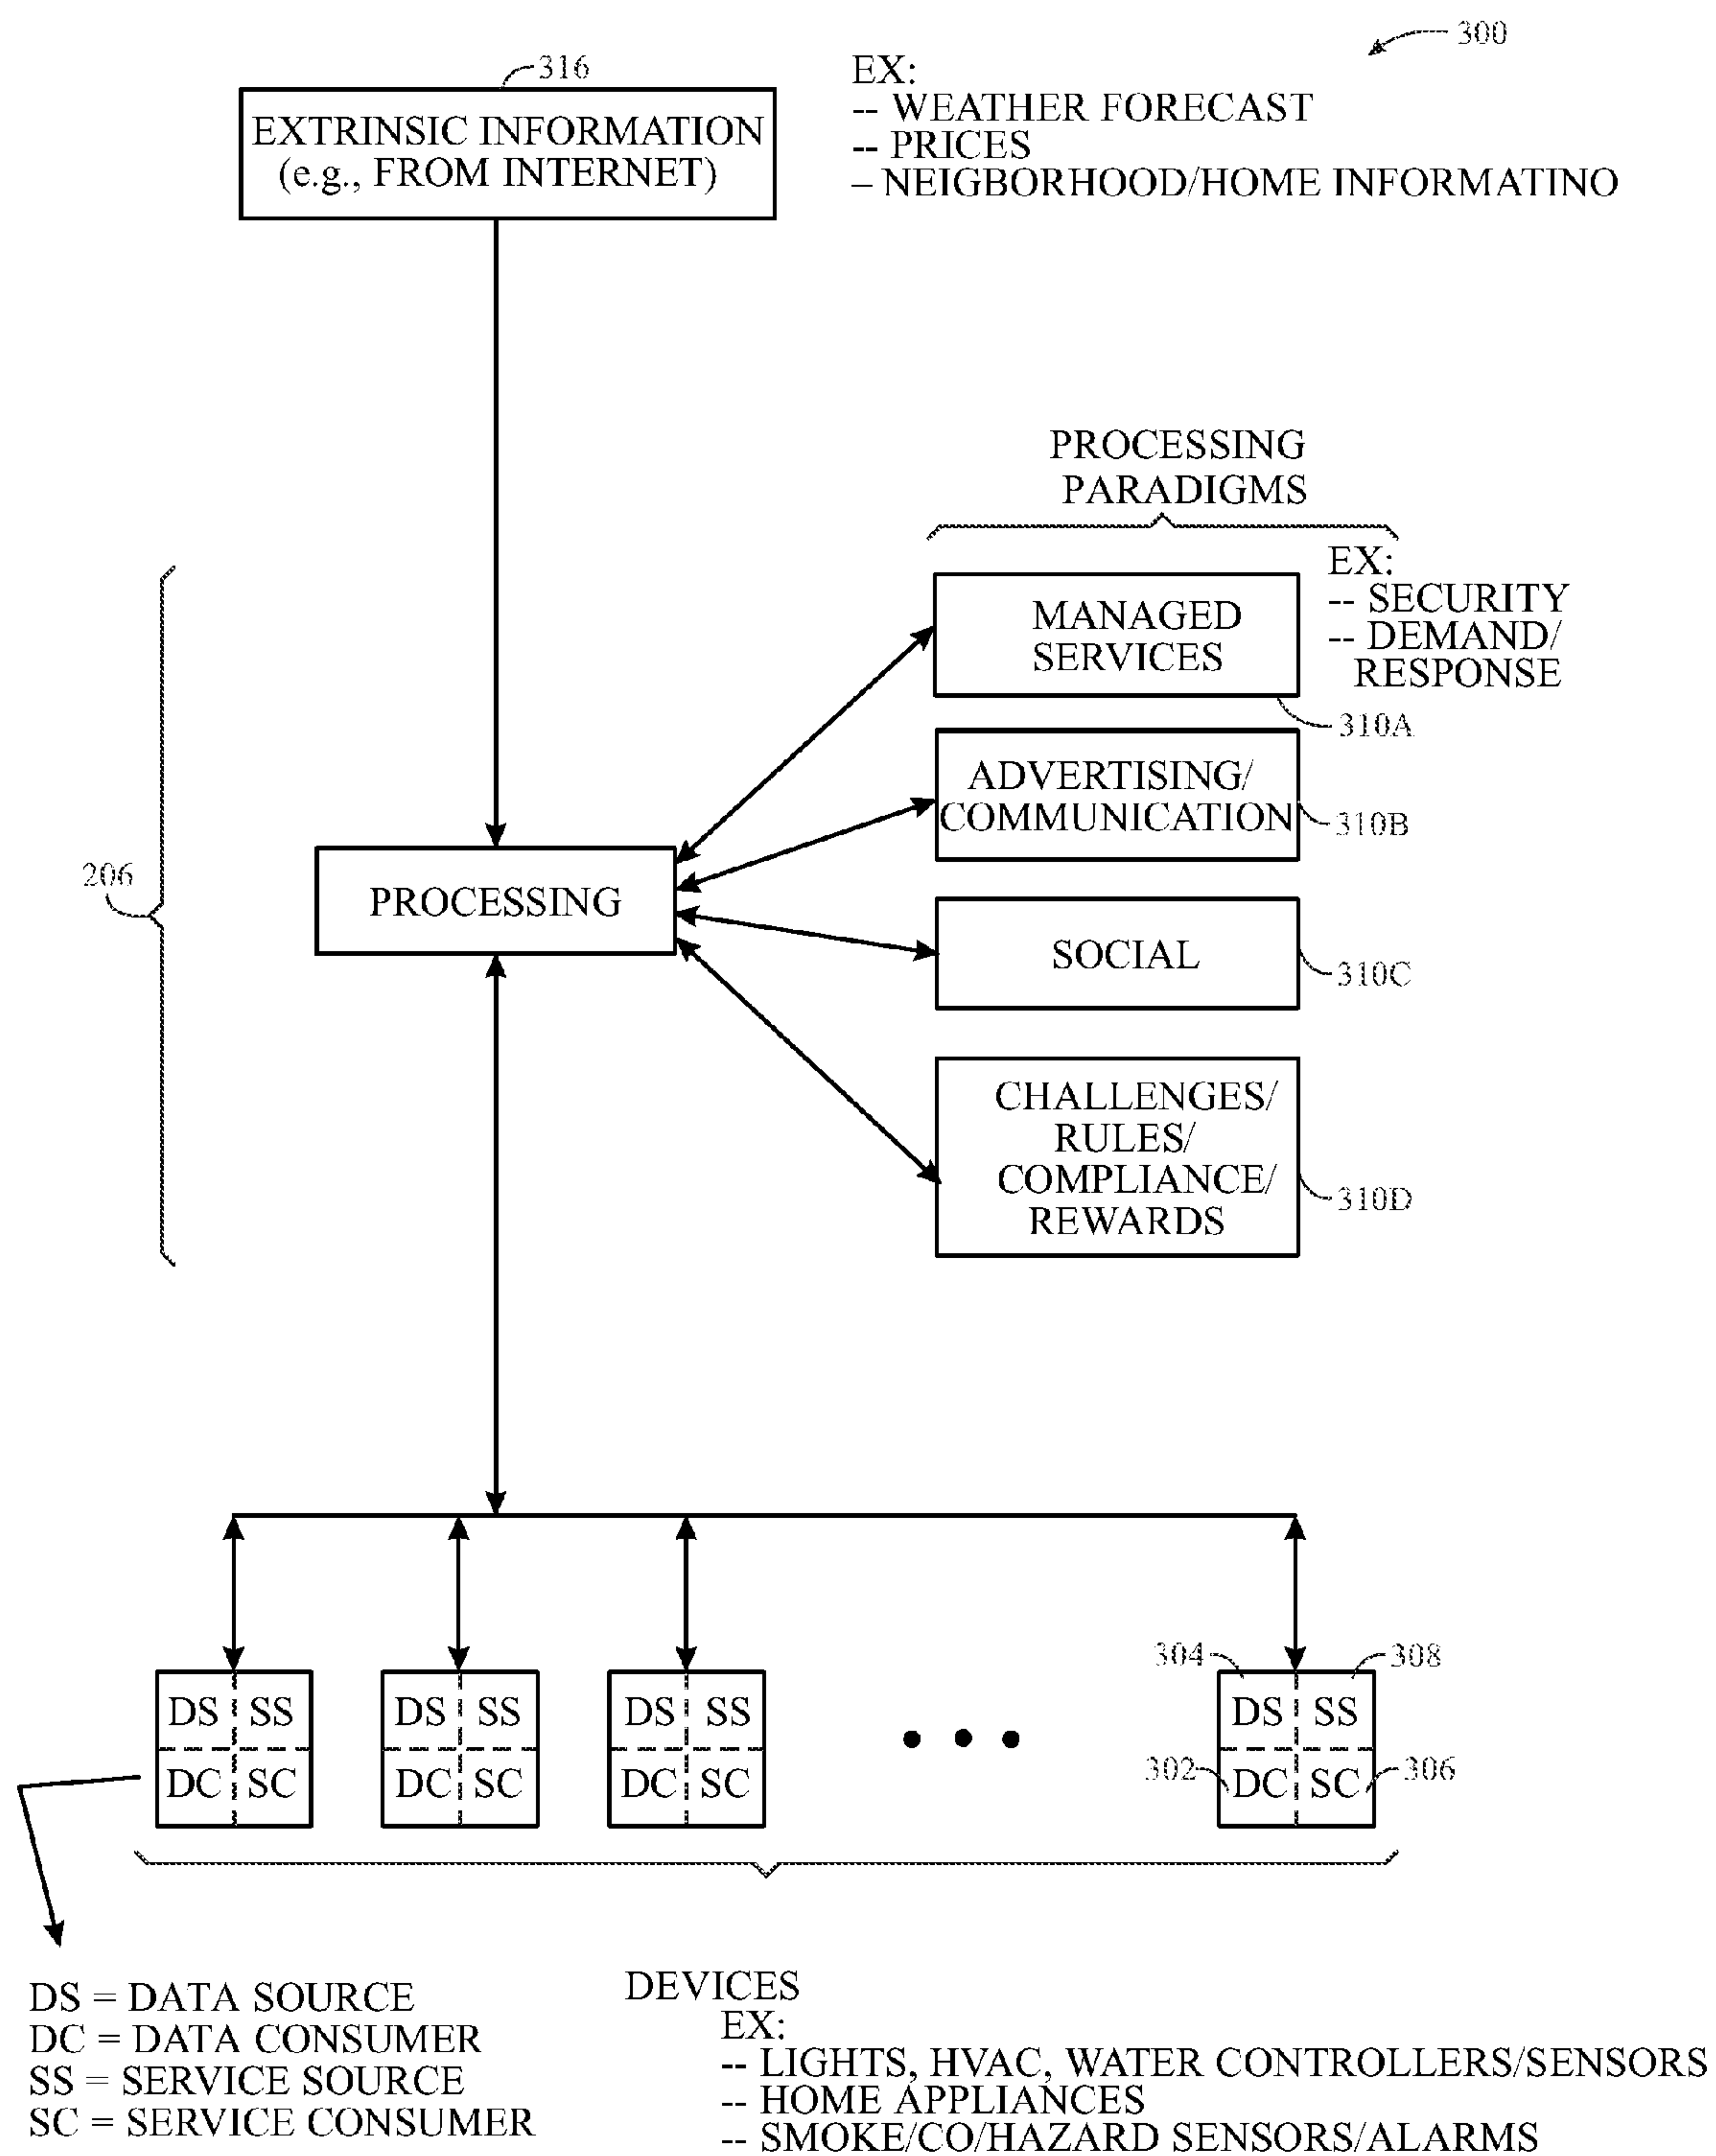 300
316
EXTRINSIC INFORMATION
(e.g., FROM INTERNET)
EX:
-- WEATHER FORECAST
-- PRICES
– NEIGBORHOOD/HOME INFORMATINO
PROCESSING
PARADIGMS
MANAGED
SERVICES
EX:
-- SECURITY
-- DEMAND/
RESPONSE
310A
ADVERTISING/
COMMUNICATION
310B
206
PROCESSING
SOCIAL
310C
CHALLENGES/
RULES/
COMPLIANCE/
REWARDS
310D
304
308
DS SS
DS SS
DS SS
DS SS
302
306
DC SC
DC SC
DC SC
DC SC
DS = DATA SOURCE
DC = DATA CONSUMER
SS = SERVICE SOURCE
SC = SERVICE CONSUMER
DEVICES
EX:
-- LIGHTS, HVAC, WATER CONTROLLERS/SENSORS
-- HOME APPLIANCES
-- SMOKE/CO/HAZARD SENSORS/ALARMS